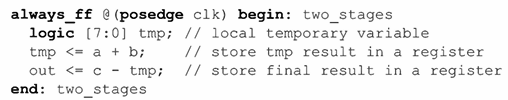 always_ff @(posedge clk) begin: two_stages
logic [7:0] tmp; // local temporary variable
tmp <= a + b; // store tmp result in a register
out <= c - tmp; // store final result in a register
end: two_stages